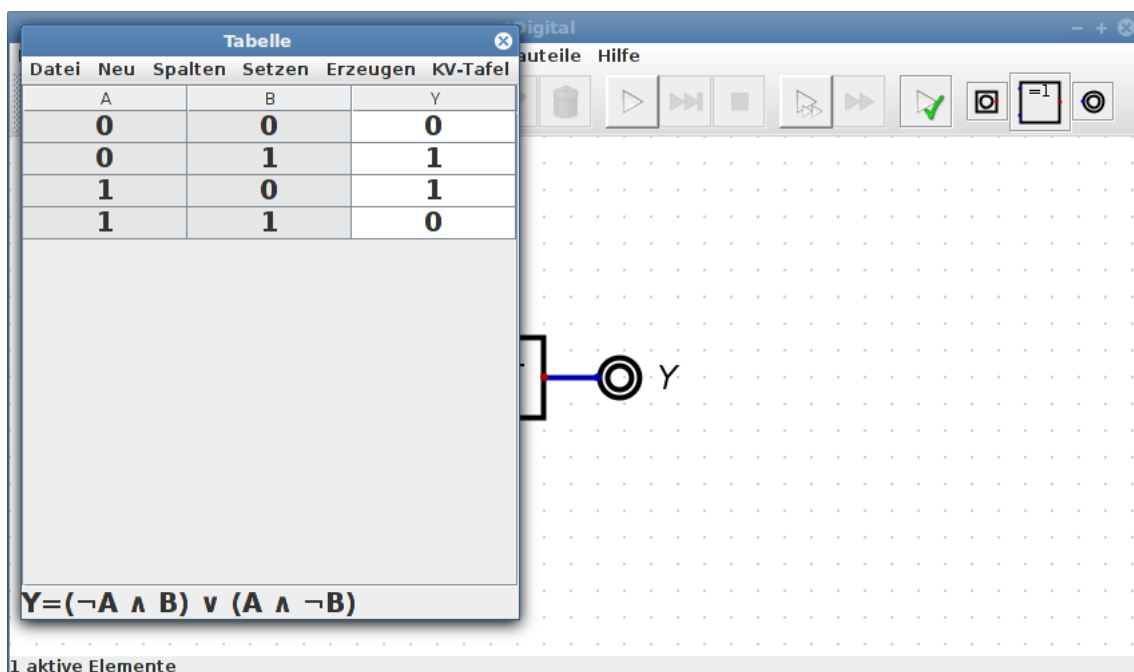 Digital
Tabelle
auteile Hilfe
Datei Neu Spalten Setzen Erzeugen KV-Tafel
=1
A B Y
0 0 0
0 1 1
1 0 1
1 1 0
Y
Y=(¬A ∧ B) ∨ (A ∧ ¬B)
1 aktive Elemente